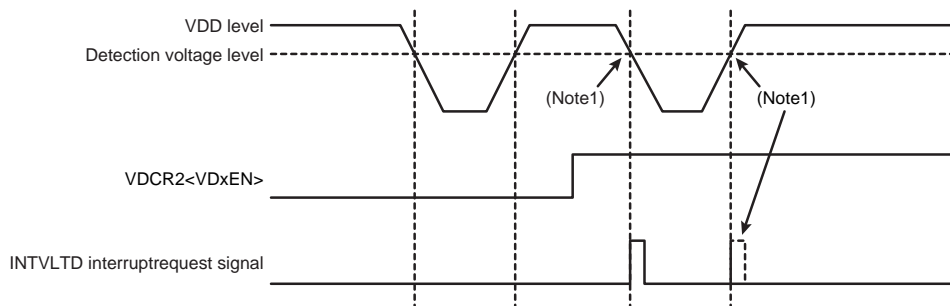 VDD level
Detection voltage level
(Note1)
(Note1)
VDCR2<VDxEN>
INTVLTD interruptrequest signal